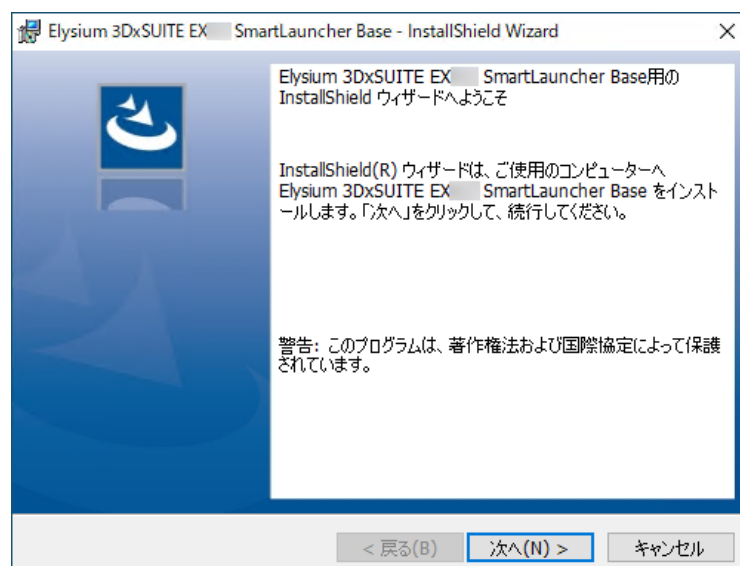 Elysium 3DxSUITE EX SmartLauncher Base - InstallShield Wizard
Elysium 3DxSUITE EX SmartLauncher Base用の
InstallShield ウィザードへようこそ
InstallShield(R) ウィザードは、ご使用のコンピューターへ
Elysium 3DxSUITE EX SmartLauncher Base をインスト
ールします。「次へ」をクリックして、続行してください。
警告: このプログラムは、著作権法および国際協定によって保護
されています。
< 戻る(B)
次へ(N) >
キャンセル